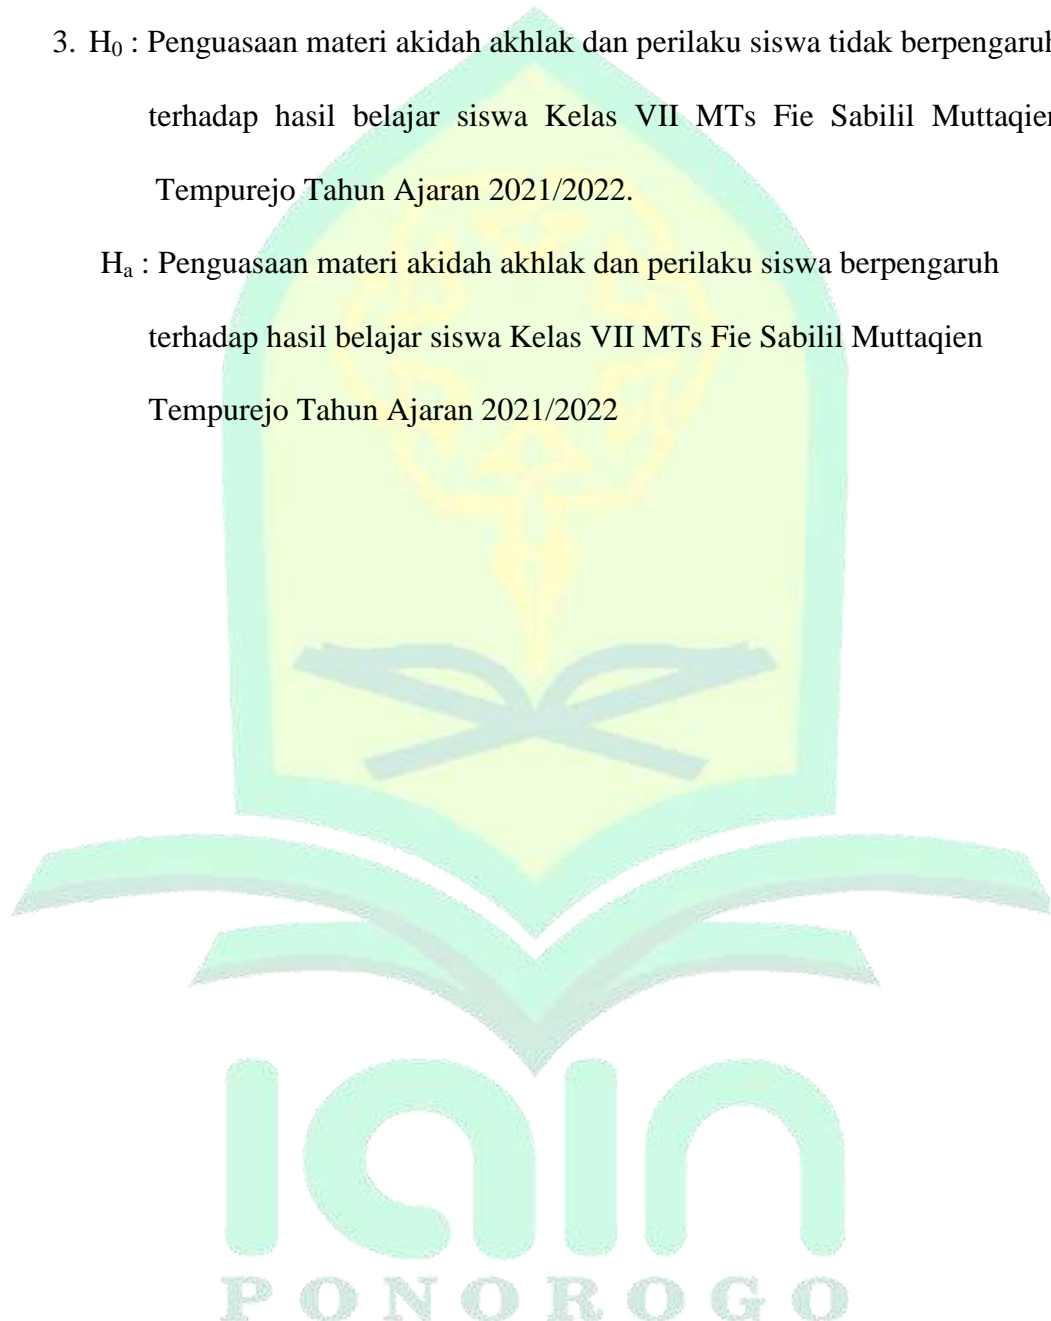 3. H₀ : Penguasaan materi akidah akhlak dan perilaku siswa tidak berpengaruh
terhadap hasil belajar siswa Kelas VII MTs Fie Sabilil Muttaqien
Tempurejo Tahun Ajaran 2021/2022.
Hₐ : Penguasaan materi akidah akhlak dan perilaku siswa berpengaruh
terhadap hasil belajar siswa Kelas VII MTs Fie Sabilil Muttaqien
Tempurejo Tahun Ajaran 2021/2022
iain
PONOROGO